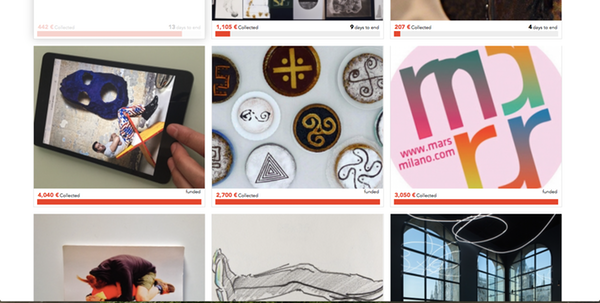 442 € Collected
13 days to end
1,105 € Collected
9 days to end
207 € Collected
4 days to end
mars
www.mars
milano.com
4,040 € Collected
funded
2,700 € Collected
funded
3,050 € Collected
funded